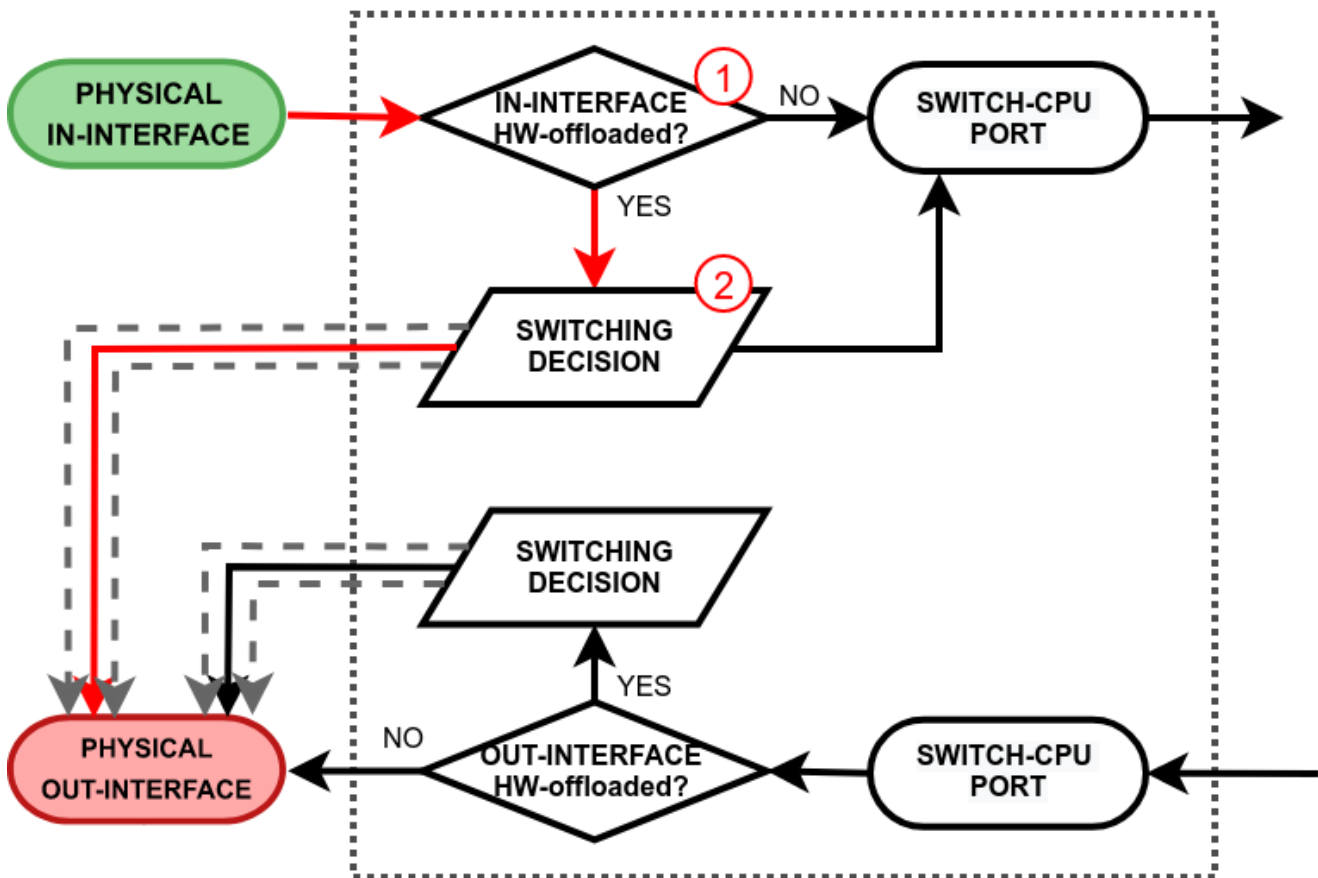 PHYSICAL
IN-INTERFACE
IN-INTERFACE
HW-offloaded?
1
NO
SWITCH-CPU
PORT
YES
2
SWITCHING
DECISION
SWITCHING
DECISION
YES
NO
PHYSICAL
OUT-INTERFACE
OUT-INTERFACE
HW-offloaded?
SWITCH-CPU
PORT